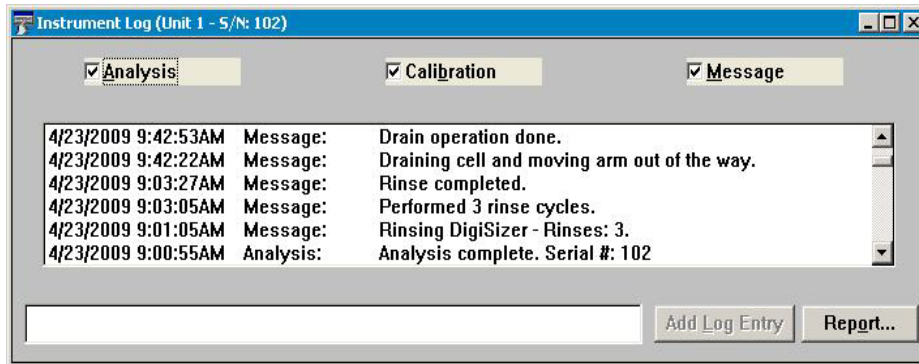 Instrument Log (Unit 1 - S/N: 102)
Analysis Calibration Message
4/23/2009 9:42:53AM Message: Drain operation done.
4/23/2009 9:42:22AM Message: Draining cell and moving arm out of the way.
4/23/2009 9:03:27AM Message: Rinse completed.
4/23/2009 9:03:05AM Message: Performed 3 rinse cycles.
4/23/2009 9:01:05AM Message: Rinsing DigiSizer - Rinses: 3.
4/23/2009 9:00:55AM Analysis: Analysis complete. Serial #: 102
Add Log Entry Report...